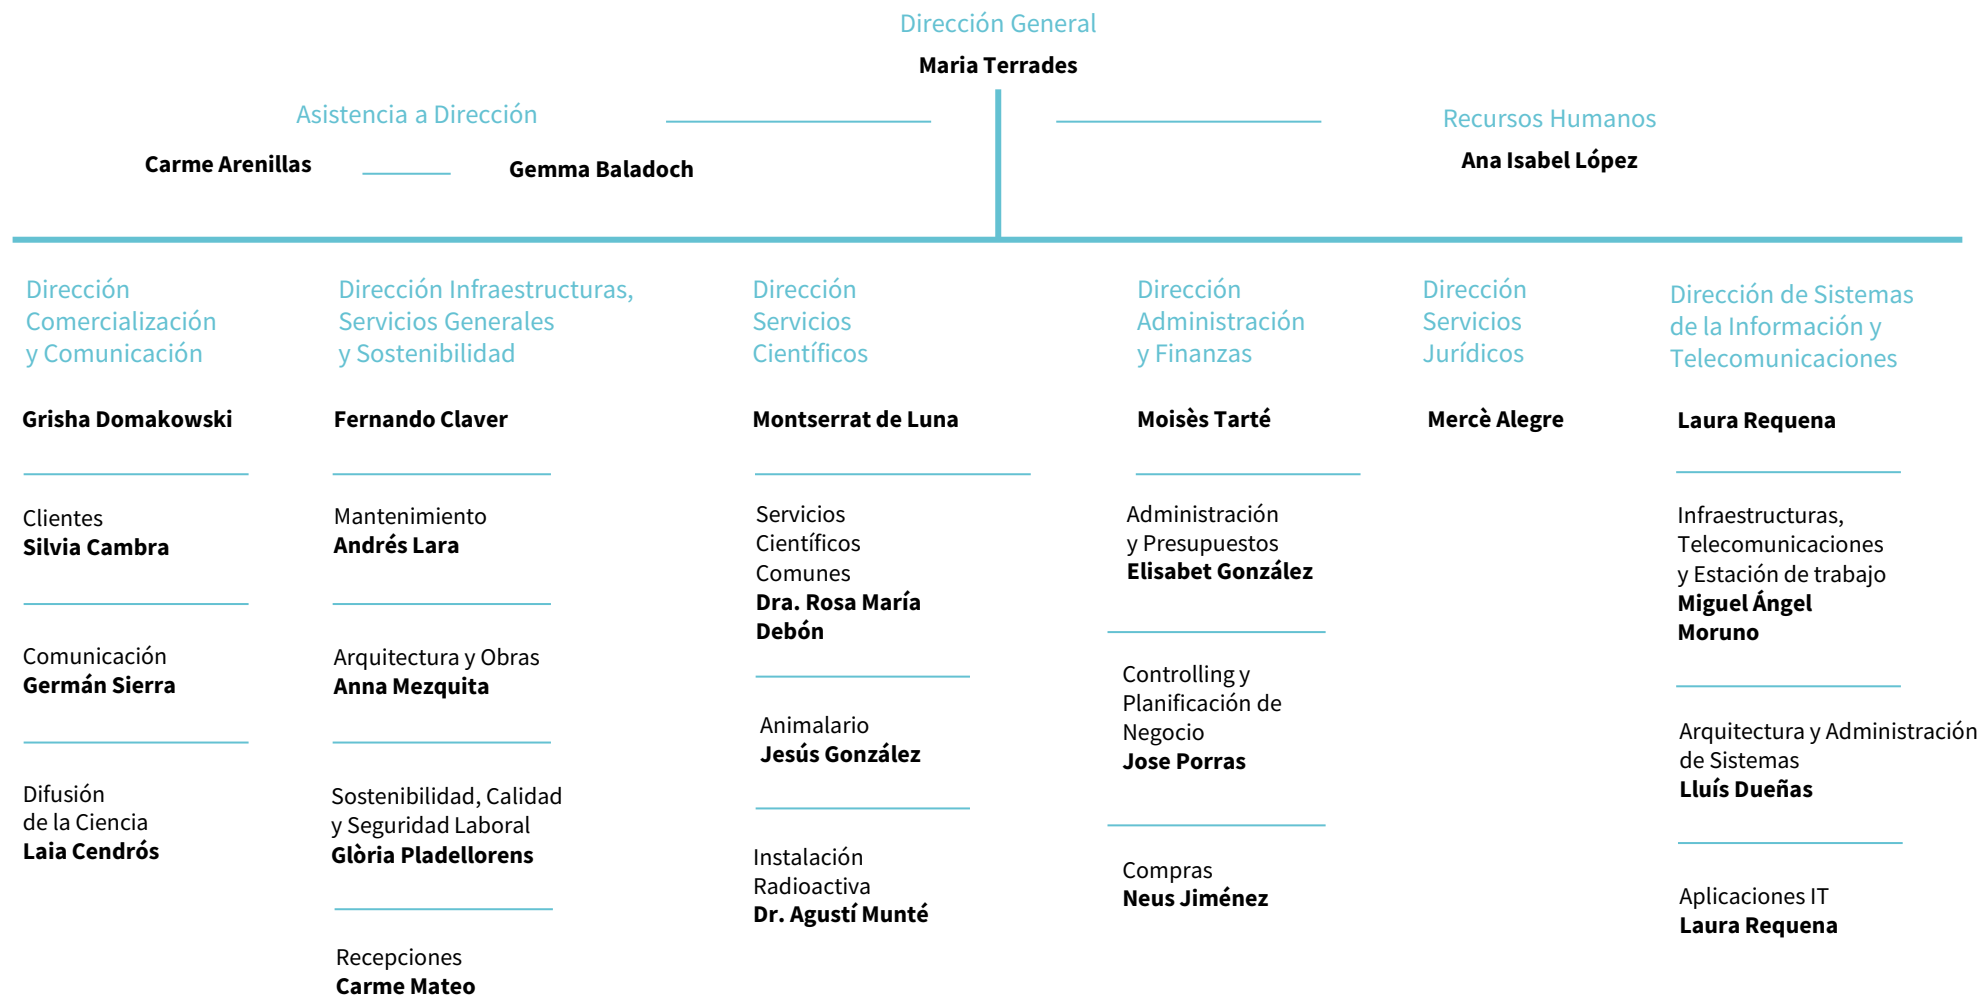 Dirección General
Maria Terrades
Asistencia a Dirección
Carme Arenillas
Gemma Baladoch
Recursos Humanos
Ana Isabel López
Dirección
Comercialización
y Comunicación
Grisha Domakowski
Clientes
Silvia Cambra
Comunicación
Germán Sierra
Difusión
de la Ciencia
Laia Cendrós
Dirección Infraestructuras,
Servicios Generales
y Sostenibilidad
Fernando Claver
Mantenimiento
Andrés Lara
Arquitectura y Obras
Anna Mezquita
Sostenibilidad, Calidad
y Seguridad Laboral
Glòria Pladellorens
Recepciones
Carme Mateo
Dirección
Servicios
Científicos
Montserrat de Luna
Servicios
Científicos
Comunes
Dra. Rosa María
Debón
Animalario
Jesús González
Instalación
Radioactiva
Dr. Agustí Munté
Dirección
Administración
y Finanzas
Moisès Tarté
Administración
y Presupuestos
Elisabet González
Controlling y
Planificación de
Negocio
Jose Porras
Compras
Neus Jiménez
Dirección
Servicios
Jurídicos
Mercè Alegre
Dirección de Sistemas
de la Información y
Telecomunicaciones
Laura Requena
Infraestructuras,
Telecomunicaciones
y Estación de trabajo
Miguel Ángel
Moruno
Arquitectura y Administración
de Sistemas
Lluís Dueñas
Aplicaciones IT
Laura Requena